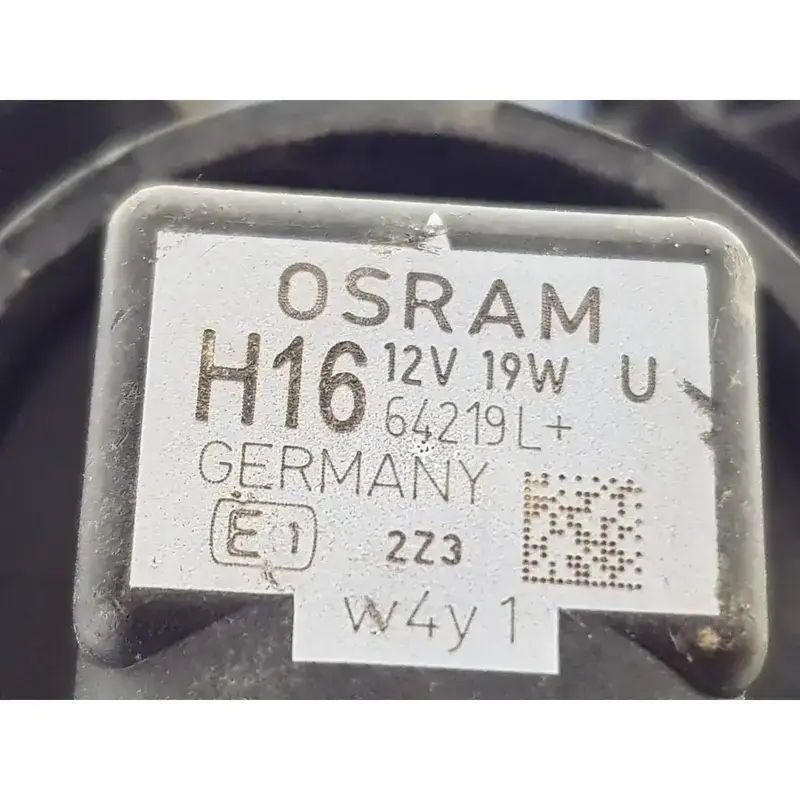 OSRAM
H16 12V 19W U
64219L+
GERMANY
E1 2Z3
w4y1